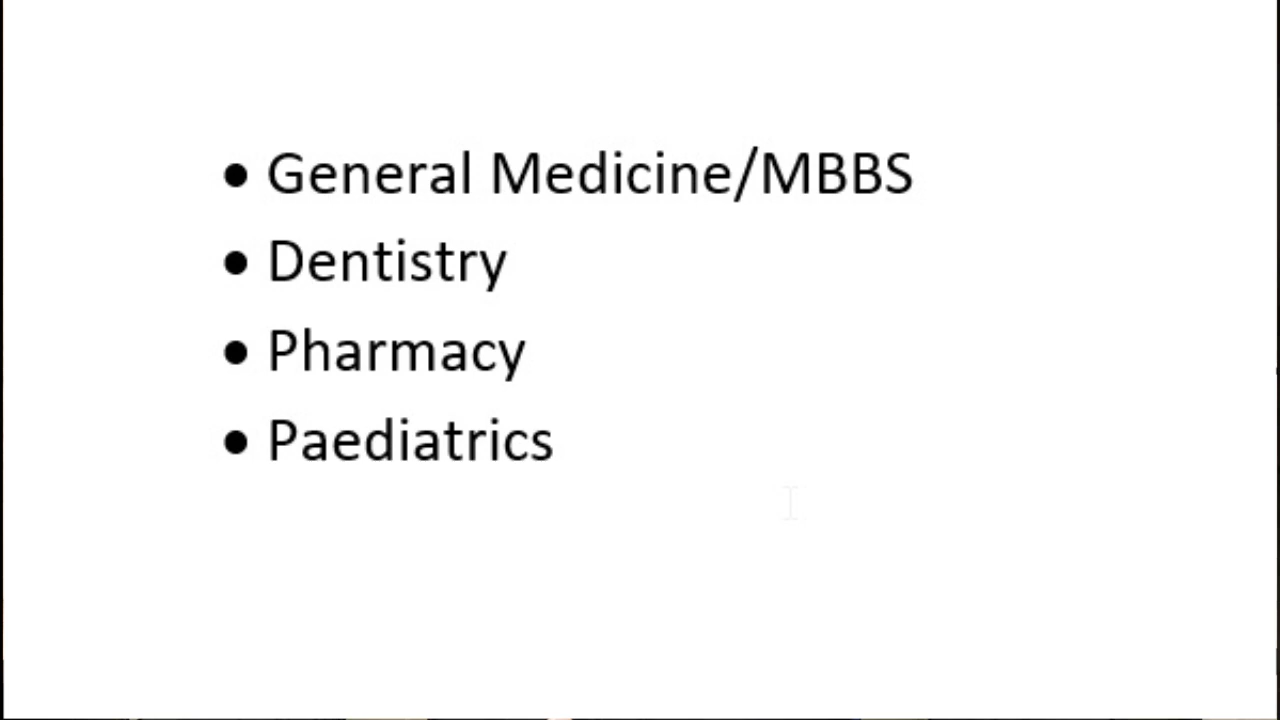 • General Medicine/MBBS
• Dentistry
• Pharmacy
• Paediatrics